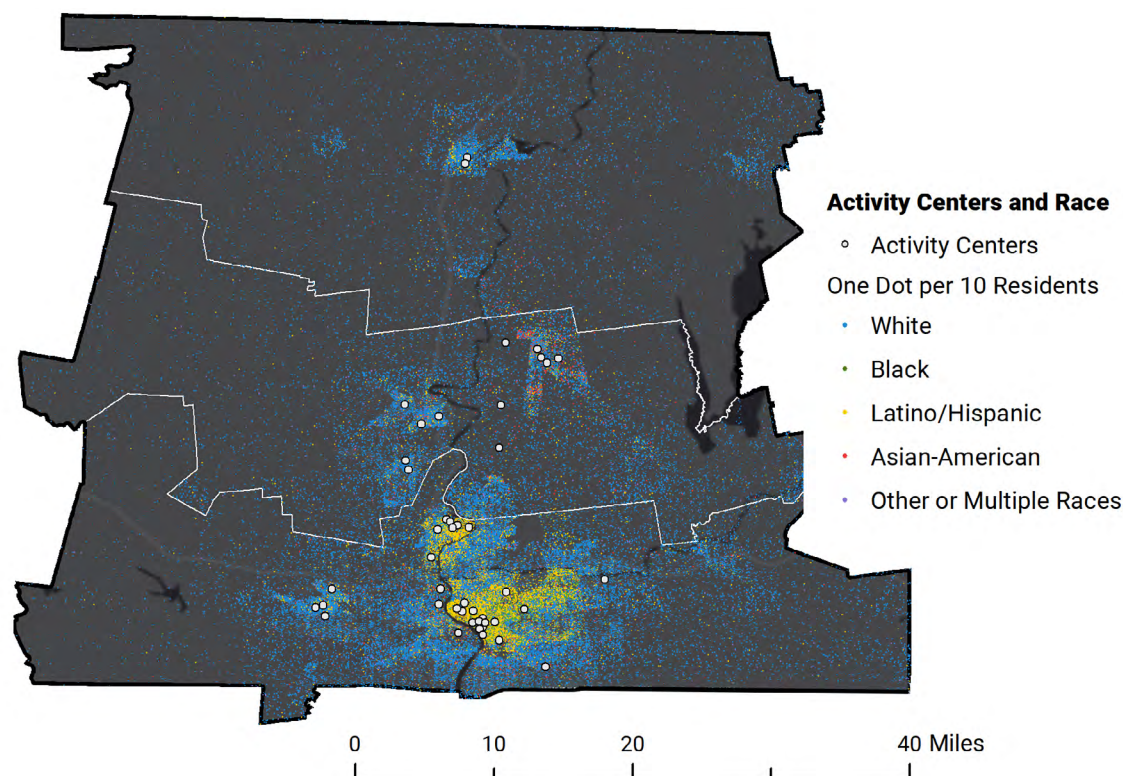 Activity Centers and Race
Activity Centers
One Dot per 10 Residents
White
Black
Latino/Hispanic
Asian-American
Other or Multiple Races
0 10 20 40 Miles